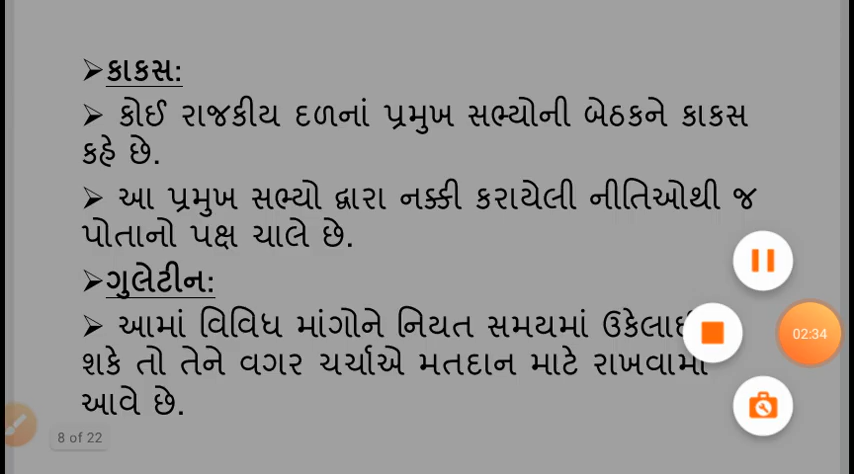 ➢કાકસ:
➢ કોઈ રાજકીય દળનાં પ્રમુખ સભ્યોની બેઠકને કાકસ
કહે છે.
➢ આ પ્રમુખ સભ્યો દ્વારા નક્કી કરાયેલી નીતિઓથી જ
પોતાનો પક્ષ ચાલે છે.
➢ગુલેટીન:
➢ આમાં વિવિધ માંગોને નિયત સમયમાં
શકે તો તેને વગર ચર્ચાએ મતદાન માટે રાખવામાં
આવે છે.
02:34
8 of 22